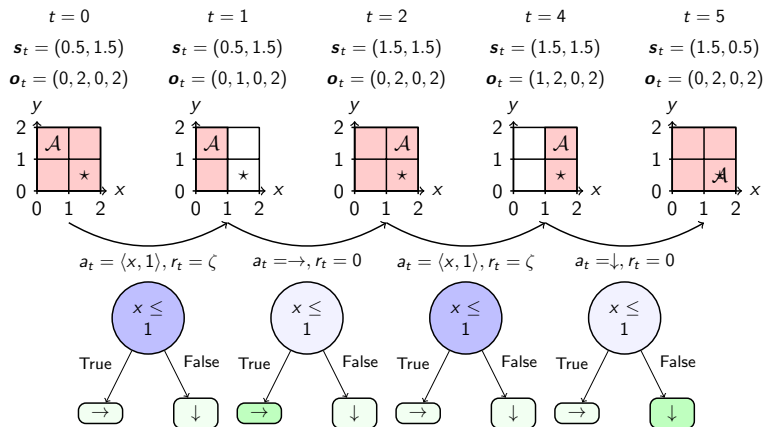 t = 0 t = 1 t = 2 t = 4 t = 5
s_t = (0.5, 1.5) s_t = (0.5, 1.5) s_t = (1.5, 1.5) s_t = (1.5, 1.5) s_t = (1.5, 0.5)
o_t = (0, 2, 0, 2) o_t = (0, 1, 0, 2) o_t = (0, 2, 0, 2) o_t = (1, 2, 0, 2) o_t = (0, 2, 0, 2)
y y y y y
2 2 2 2 2
𝒜 𝒜 𝒜 𝒜
1 1 1 1 1
⋆ ⋆ ⋆ ⋆ ⋆𝒜
0 x 0 x 0 x 0 x 0 x
0 1 2 0 1 2 0 1 2 0 1 2 0 1 2
a_t = ⟨x, 1⟩, r_t = ζ a_t =→, r_t = 0 a_t = ⟨x, 1⟩, r_t = ζ a_t =↓, r_t = 0
x ≤ x ≤ x ≤ x ≤
1 1 1 1
True False True False True False True False
→ ↓ → ↓ → ↓ → ↓